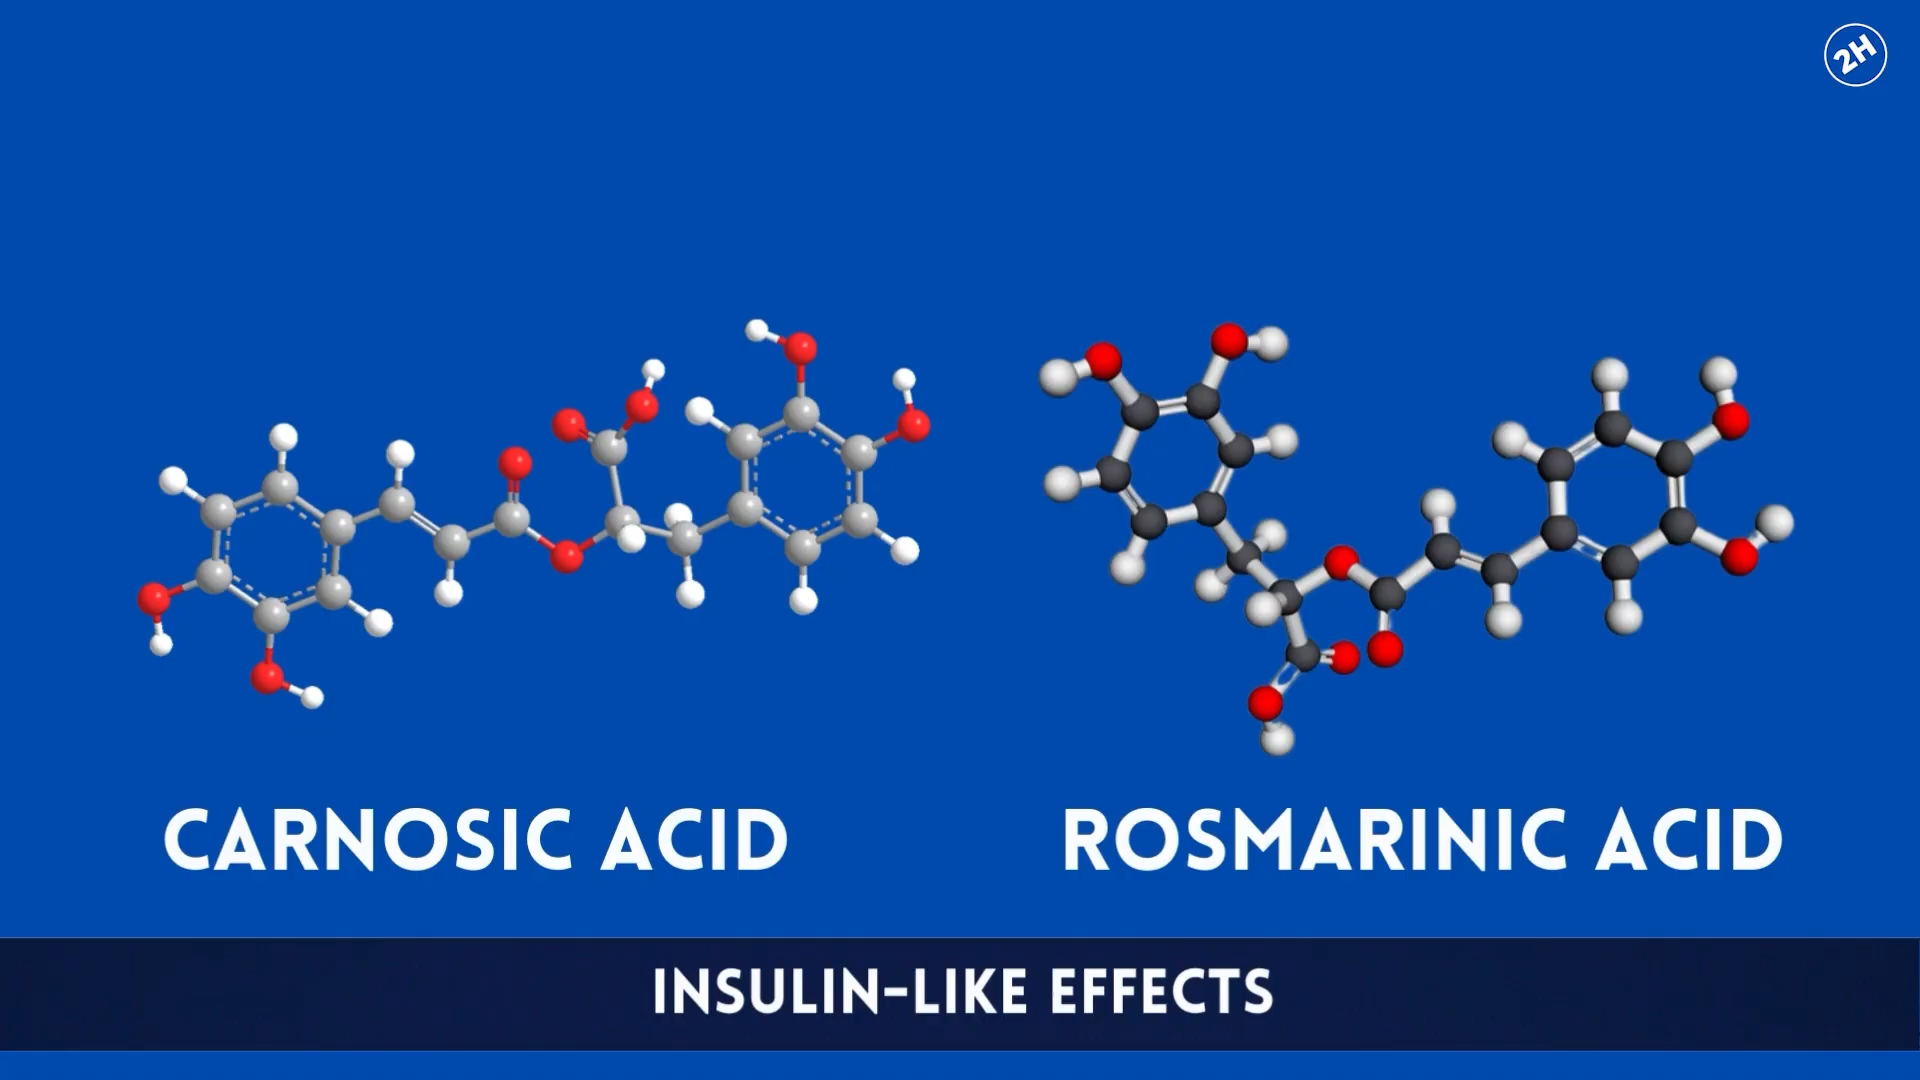 2H
CARNOSIC ACID
ROSMARINIC ACID
INSULIN-LIKE EFFECTS